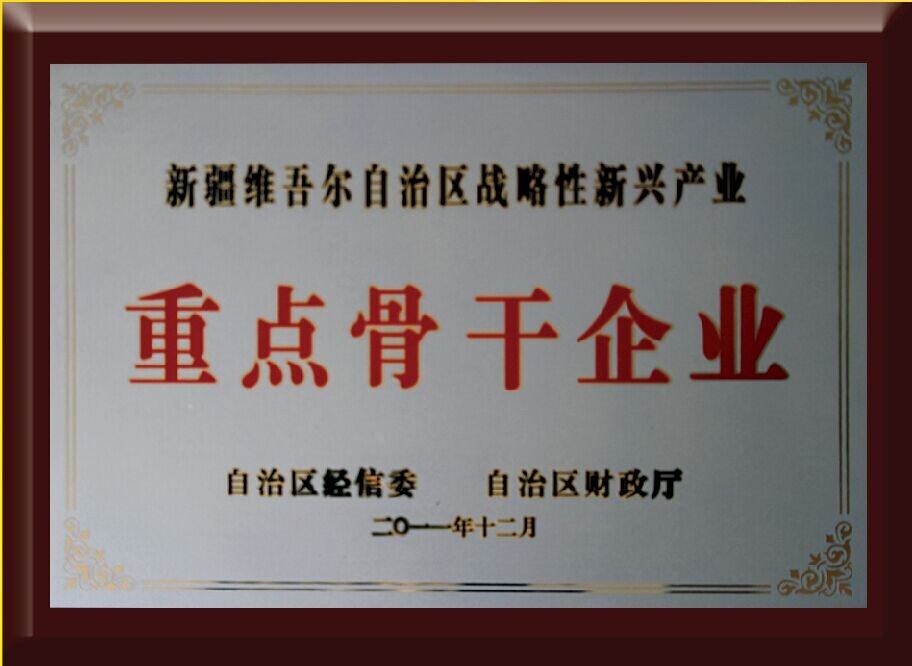 新疆维吾尔自治区战略性新兴产业
重点骨干企业
自治区经信委 自治区财政厅
二〇一一年十二月